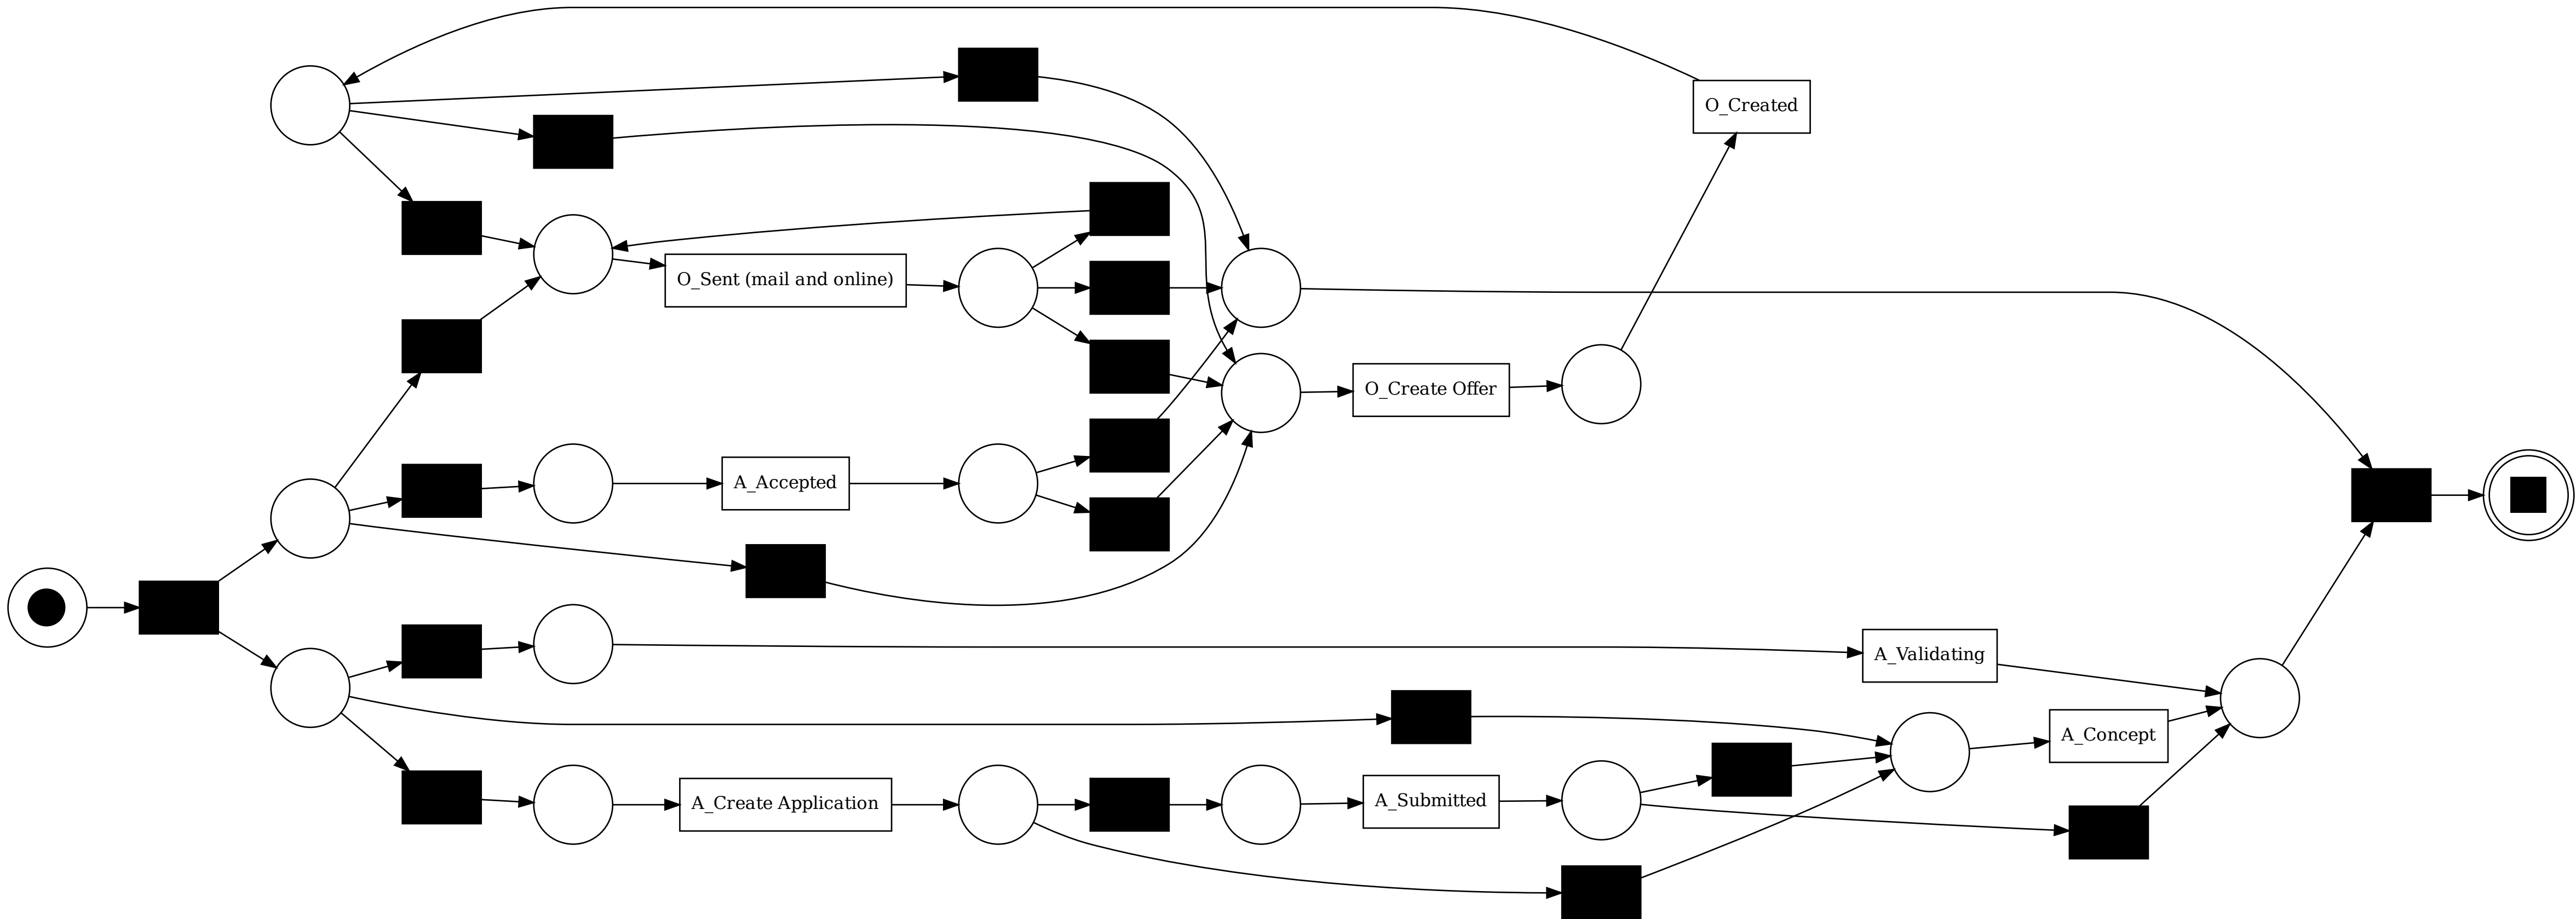 O_Created
O_Sent (mail and online)
O_Create Offer
A_Accepted
A_Validating
A_Concept
A_Create Application
A_Submitted